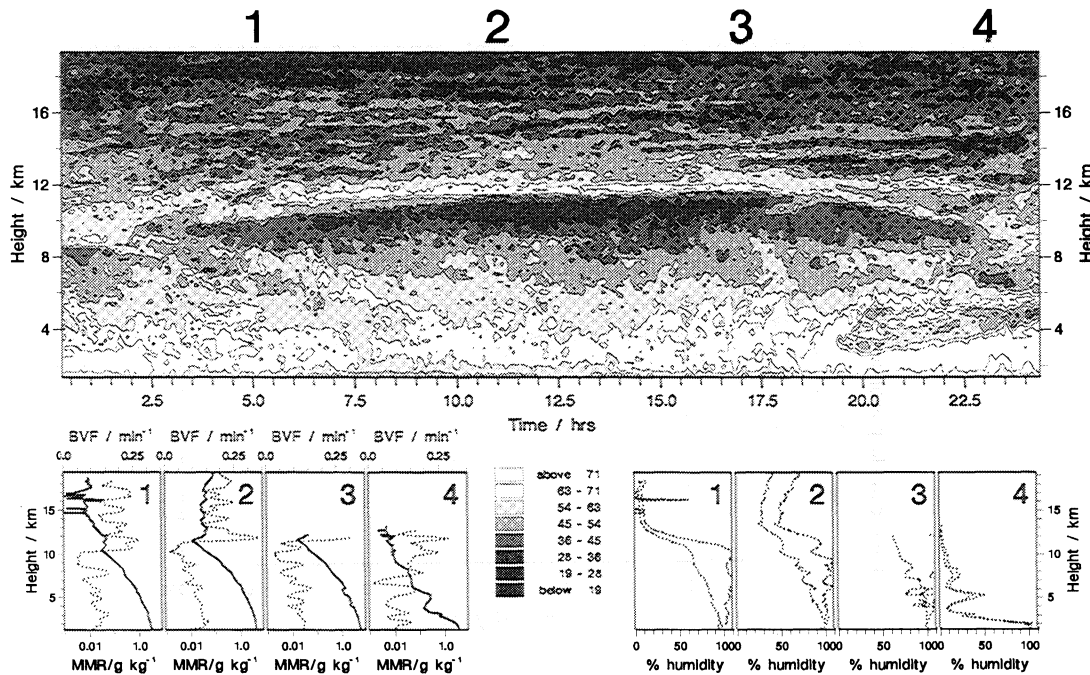 1 2 3 4
16 16
12 12
8 8
4 4
Height / km
Height / km
2.5 5.0 7.5 10.0 12.5 15.0 17.5 20.0 22.5
Time / hrs
BVF / min⁻¹ BVF / min⁻¹ BVF / min⁻¹ BVF / min⁻¹
0.0 0.25 0.0 0.25 0.0 0.25 0.0 0.25
1 2 3 4
15
10
5
Height / km
0.01 1.0 0.01 1.0 0.01 1.0 0.01 1.0
MMR/g kg⁻¹ MMR/g kg⁻¹ MMR/g kg⁻¹ MMR/g kg⁻¹
above 71
63 - 71
54 - 63
45 - 54
36 - 45
28 - 36
19 - 28
below 19
1 2 3 4
15
10
5
Height / km
0 50 100 0 50 100 0 50 100 0 50 100
% humidity % humidity % humidity % humidity